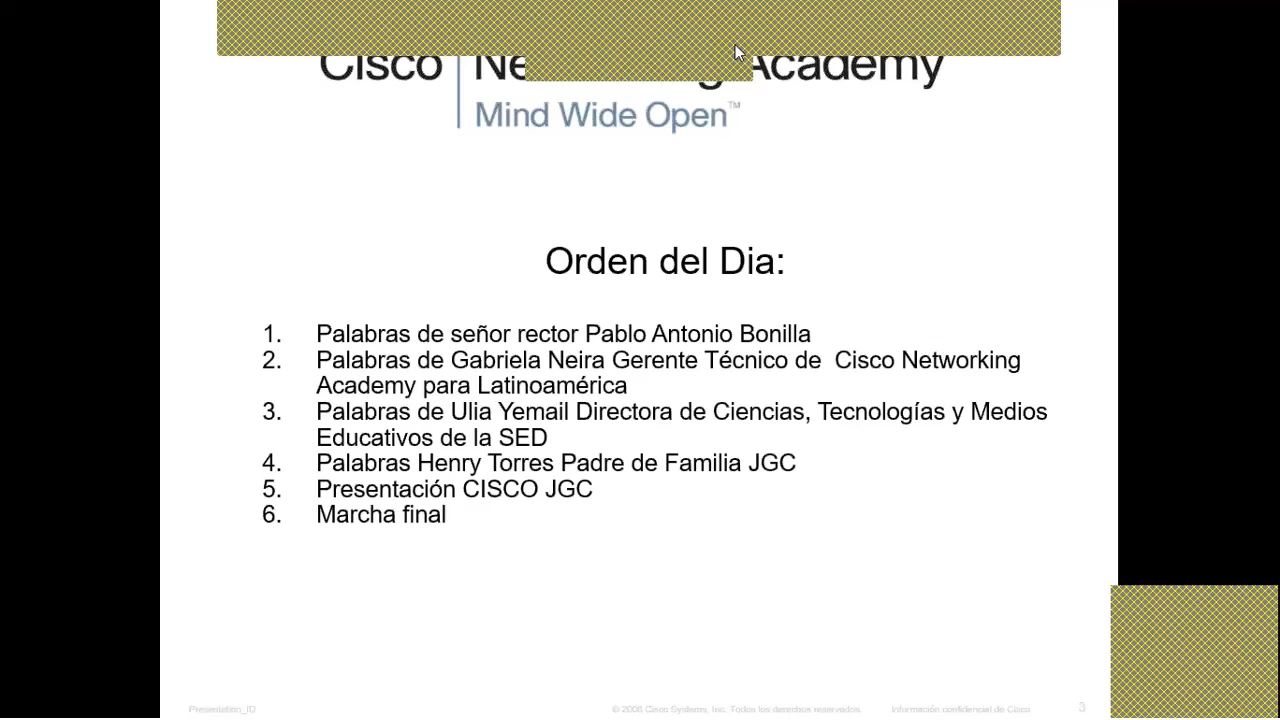 Cisco Ne Academy
Mind Wide Open™
Orden del Dia:
1. Palabras de señor rector Pablo Antonio Bonilla
2. Palabras de Gabriela Neira Gerente Técnico de Cisco Networking
Academy para Latinoamérica
3. Palabras de Ulia Yemail Directora de Ciencias, Tecnologías y Medios
Educativos de la SED
4. Palabras Henry Torres Padre de Familia JGC
5. Presentación CISCO JGC
6. Marcha final
Presentation_ID
© 2008 Cisco Systems, Inc. Todos los derechos reservados.
Información confidencial de Cisco
3